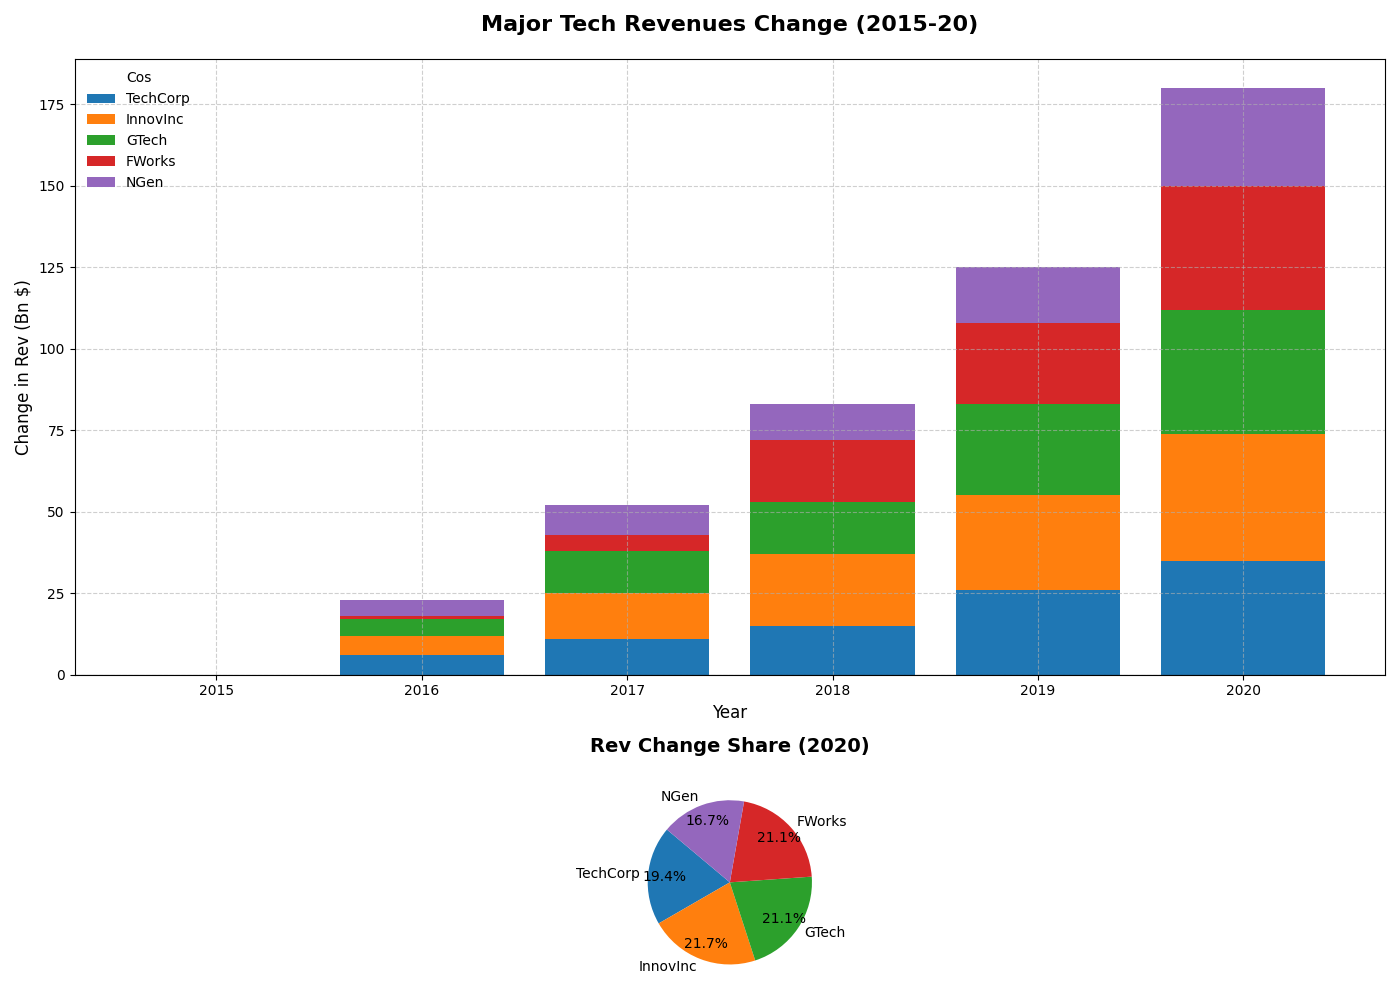 Major Tech Revenues Change (2015-20)
Cos
TechCorp
InnovInc
GTech
FWorks
NGen
Change in Rev (Bn $)
175
150
125
100
75
50
25
0
2015 2016 2017 2018 2019 2020
Year
Rev Change Share (2020)
NGen
16.7%
FWorks
21.1%
TechCorp 19.4%
21.1%
GTech
21.7%
InnovInc